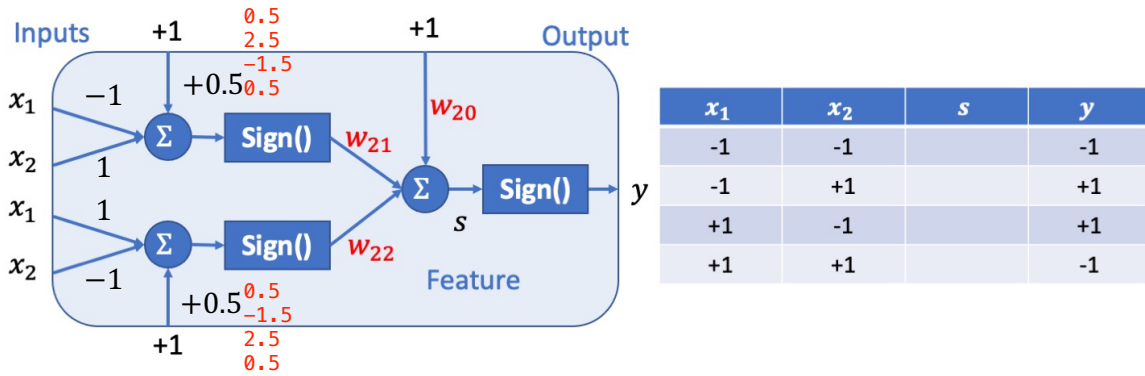 Inputs
+1
0.5
2.5
-1.5
0.5
+1
Output
+0.5
x₁
−1
w₂₀
Σ
Sign()
w₂₁
x₂
1
Σ
Sign()
y
x₁
1
s
Σ
Sign()
w₂₂
x₂
−1
Feature
+0.5
0.5
-1.5
2.5
0.5
+1
x₁ x₂ s y
-1 -1 -1
-1 +1 +1
+1 -1 +1
+1 +1 -1